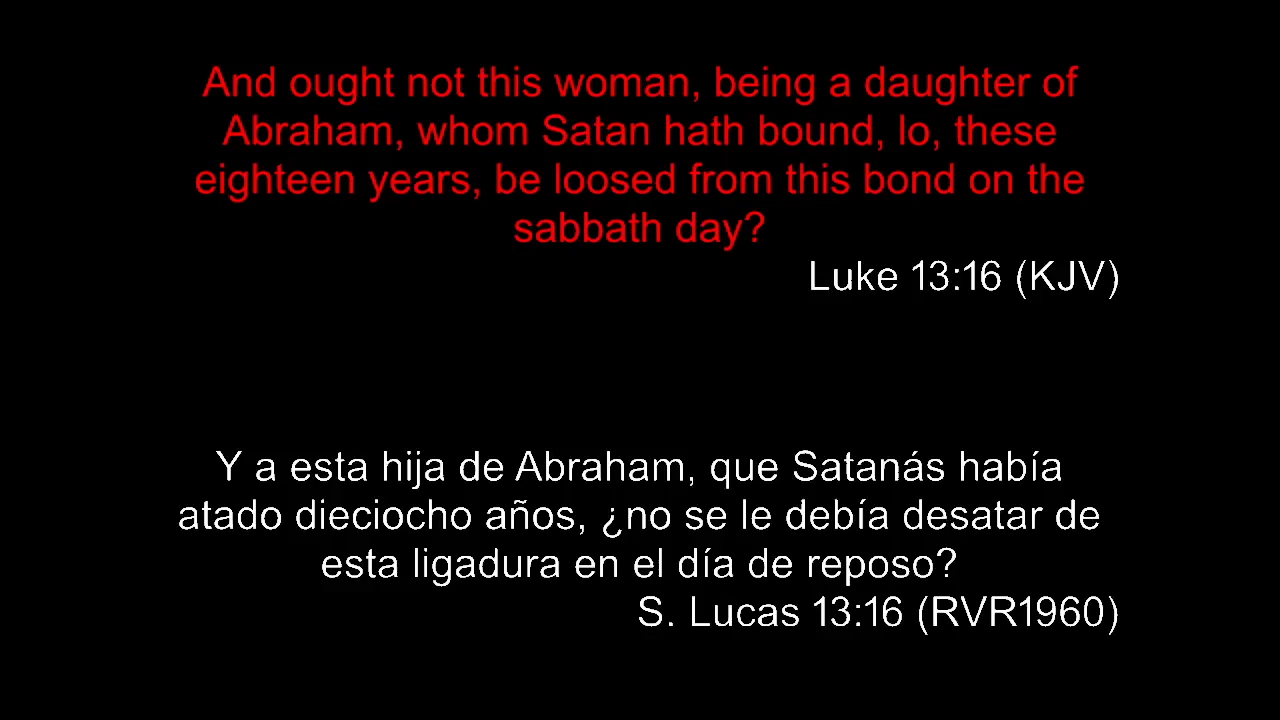 And ought not this woman, being a daughter of
Abraham, whom Satan hath bound, lo, these
eighteen years, be loosed from this bond on the
sabbath day?
Luke 13:16 (KJV)
Y a esta hija de Abraham, que Satanás había
atado dieciocho años, ¿no se le debía desatar de
esta ligadura en el día de reposo?
S. Lucas 13:16 (RVR1960)